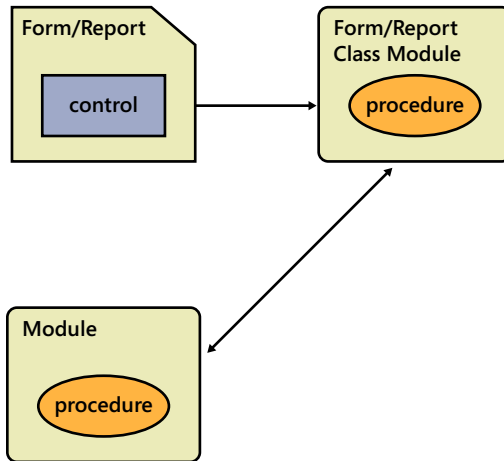 Form/Report
control
Form/Report
Class Module
procedure
Module
procedure